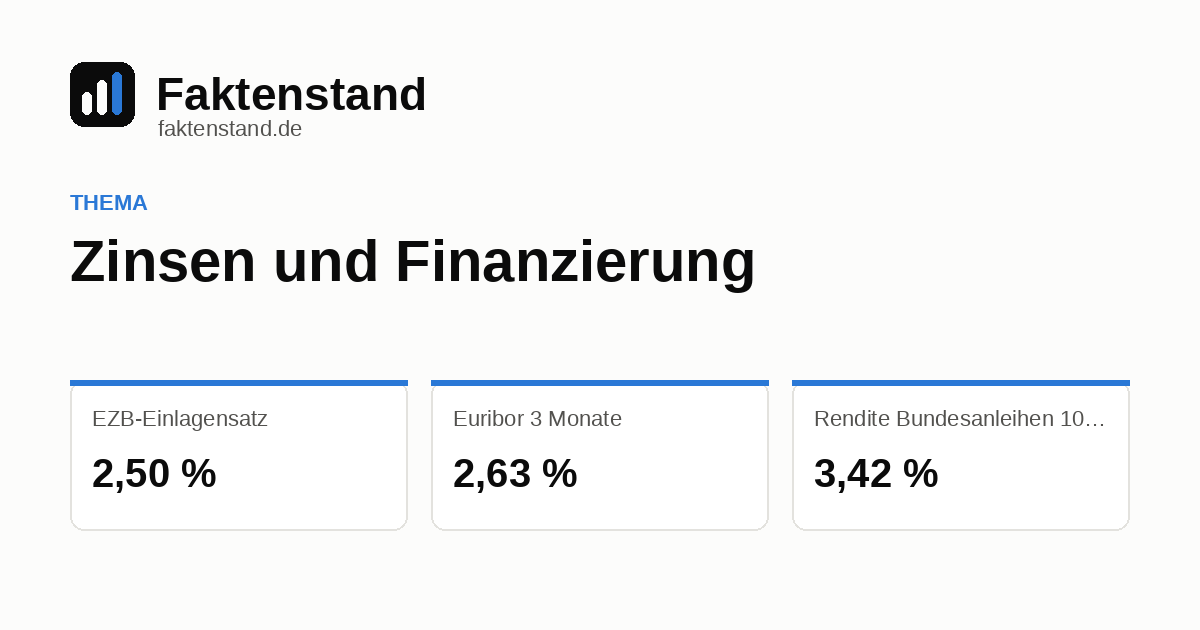 Faktenstand
faktenstand.de
THEMA
Zinsen und Finanzierung
EZB-Einlagensatz
2,50 %
Euribor 3 Monate
2,63 %
Rendite Bundesanleihen 10…
3,42 %